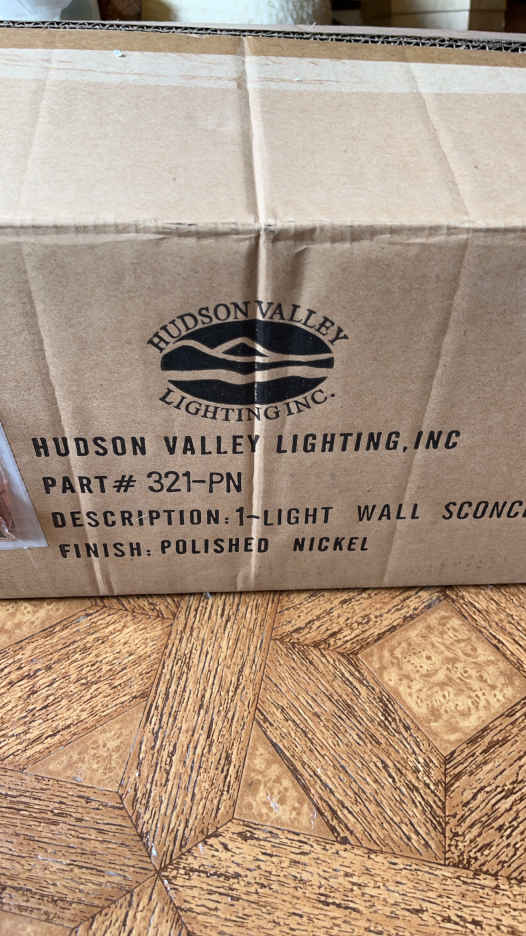 HUDSON VALLEY
LIGHTING INC.
HUDSON VALLEY LIGHTING, INC
PART# 321-PN
DESCRIPTION: 1-LIGHT WALL SCONC
FINISH: POLISHED NICKEL